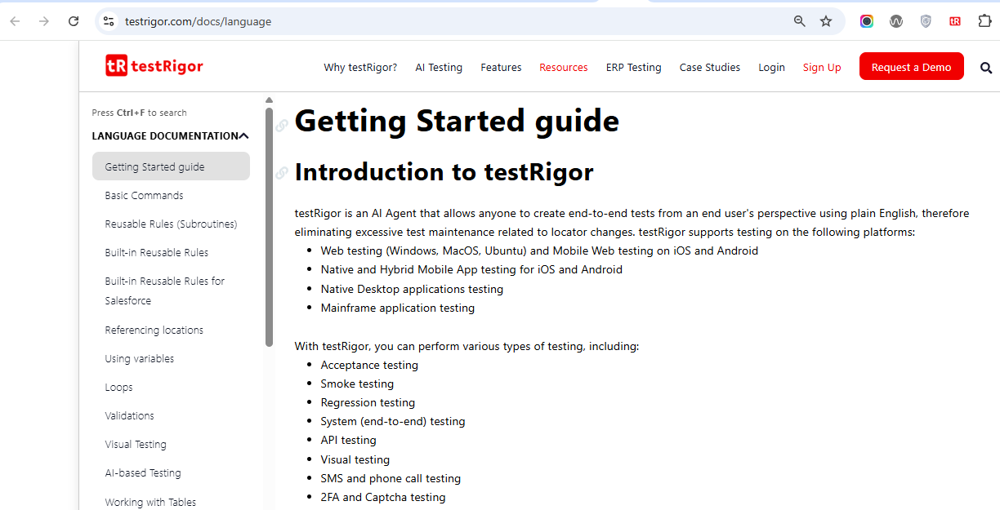 testrigor.com/docs/language
tR
tR testRigor
Why testRigor? AI Testing Features Resources ERP Testing Case Studies Login Sign Up Request a Demo
Press Ctrl+F to search
LANGUAGE DOCUMENTATION
Getting Started guide
Basic Commands
Reusable Rules (Subroutines)
Built-in Reusable Rules
Built-in Reusable Rules for
Salesforce
Referencing locations
Using variables
Loops
Validations
Visual Testing
AI-based Testing
Working with Tables
Getting Started guide
Introduction to testRigor
testRigor is an AI Agent that allows anyone to create end-to-end tests from an end user's perspective using plain English, therefore
eliminating excessive test maintenance related to locator changes. testRigor supports testing on the following platforms:
• Web testing (Windows, MacOS, Ubuntu) and Mobile Web testing on iOS and Android
• Native and Hybrid Mobile App testing for iOS and Android
• Native Desktop applications testing
• Mainframe application testing
With testRigor, you can perform various types of testing, including:
• Acceptance testing
• Smoke testing
• Regression testing
• System (end-to-end) testing
• API testing
• Visual testing
• SMS and phone call testing
• 2FA and Captcha testing